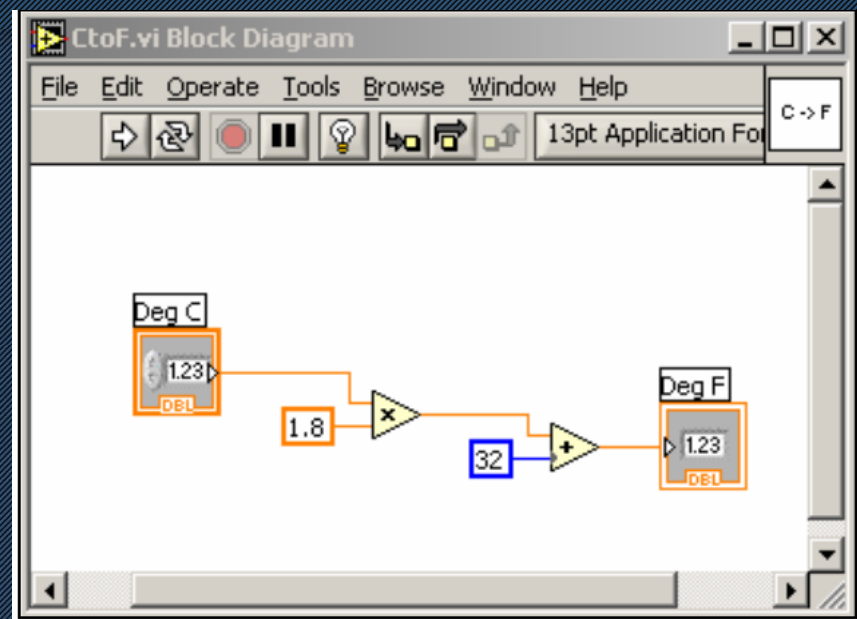 CtoF.vi Block Diagram
File Edit Operate Tools Browse Window Help
C->F
13pt Application Fo
Deg C
1.23
DBL
1.8
×
32
+
Deg F
1.23
DBL